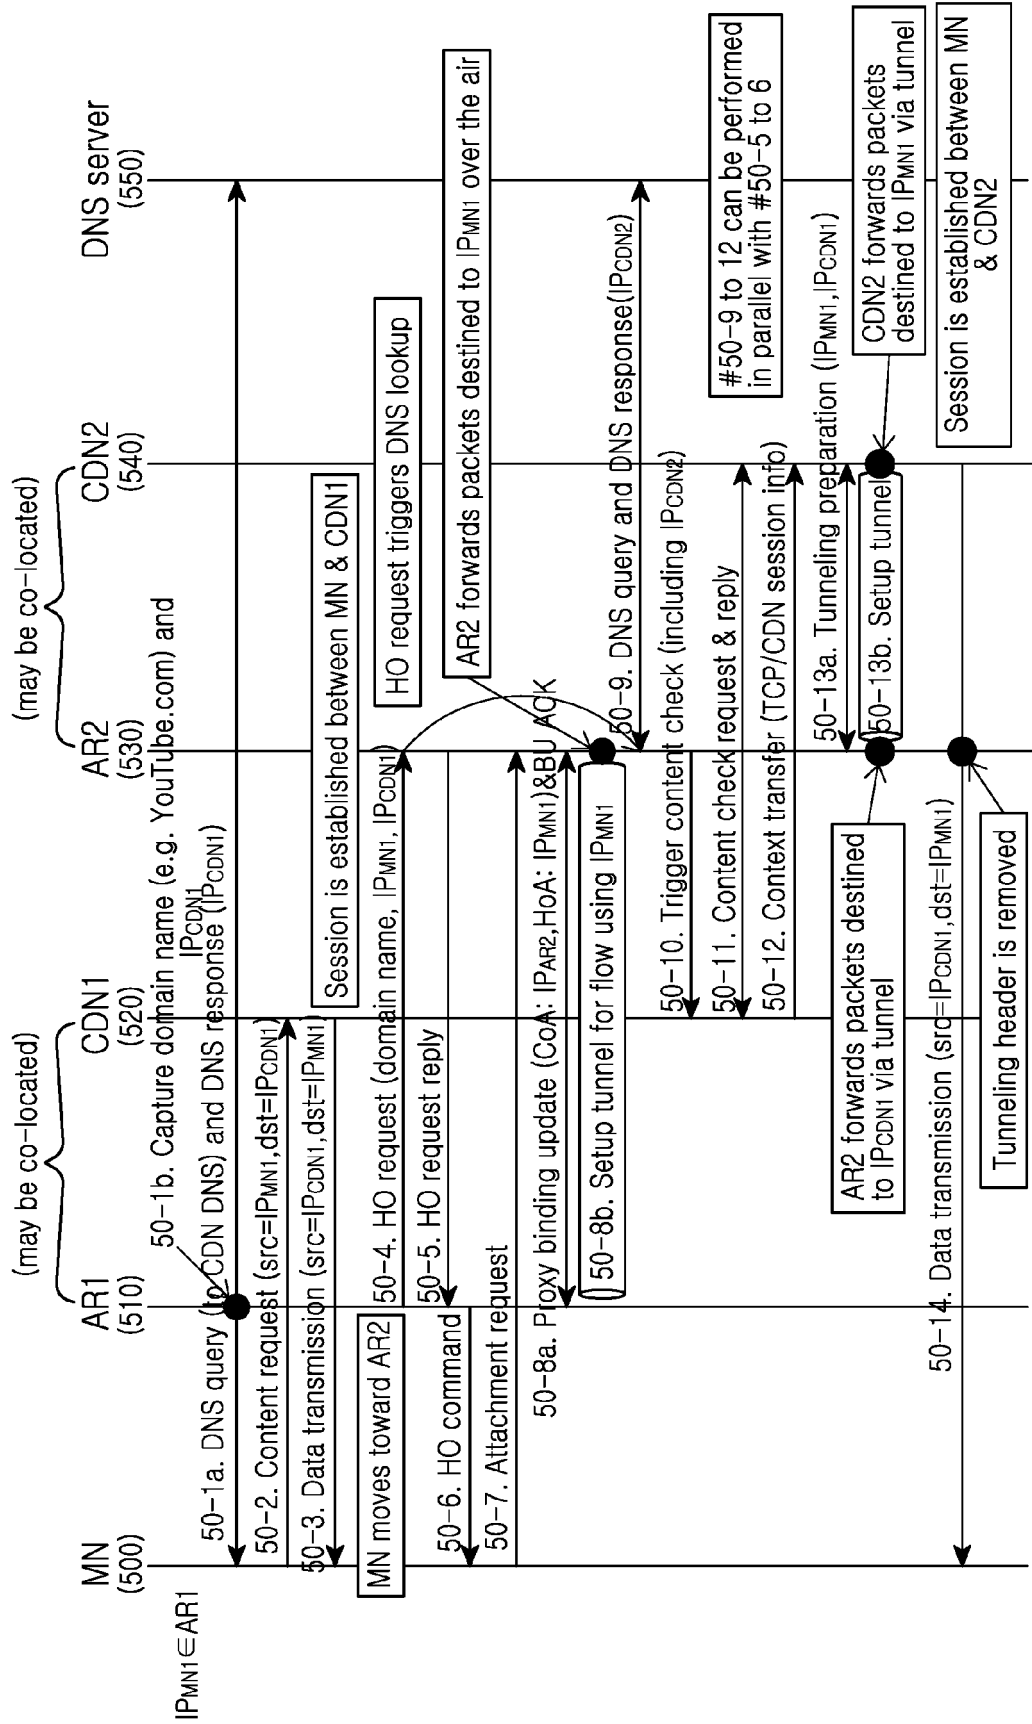 (may be co-located)
(may be co-located)
MN
(500)
AR1
(510)
CDN1
(520)
AR2
(530)
CDN2
(540)
DNS server
(550)
IPMN1∈AR1
50-1b. Capture domain name (e.g. YouTube.com) and
IPCDN1
50-1a. DNS query (to CDN DNS) and DNS response (IPCDN1)
50-2. Content request (src=IPMN1,dst=IPCDN1)
50-3. Data transmission (src=IPCDN1,dst=IPMN1)
Session is established between MN & CDN1
MN moves toward AR2
50-4. HO request (domain name, IPMN1, IPCDN1)
HO request triggers DNS lookup
50-5. HO request reply
50-6. HO command
AR2 forwards packets destined to IPMN1 over the air
50-7. Attachment request
50-8a. Proxy binding update (CoA: IPAR2,HoA: IPMN1)&BU ACK
50-8b. Setup tunnel for flow using IPMN1
50-9. DNS query and DNS response(IPCDN2)
50-10. Trigger content check (including IPCDN2)
#50-9 to 12 can be performed
in parallel with #50-5 to 6
50-11. Content check request & reply
50-12. Context transfer (TCP/CDN session info)
50-13a. Tunneling preparation (IPMN1,IPCDN1)
AR2 forwards packets destined
to IPCDN1 via tunnel
50-13b. Setup tunnel
CDN2 forwards packets
destined to IPMN1 via tunnel
50-14. Data transmission (src=IPCDN1,dst=IPMN1)
Session is established between MN
& CDN2
Tunneling header is removed